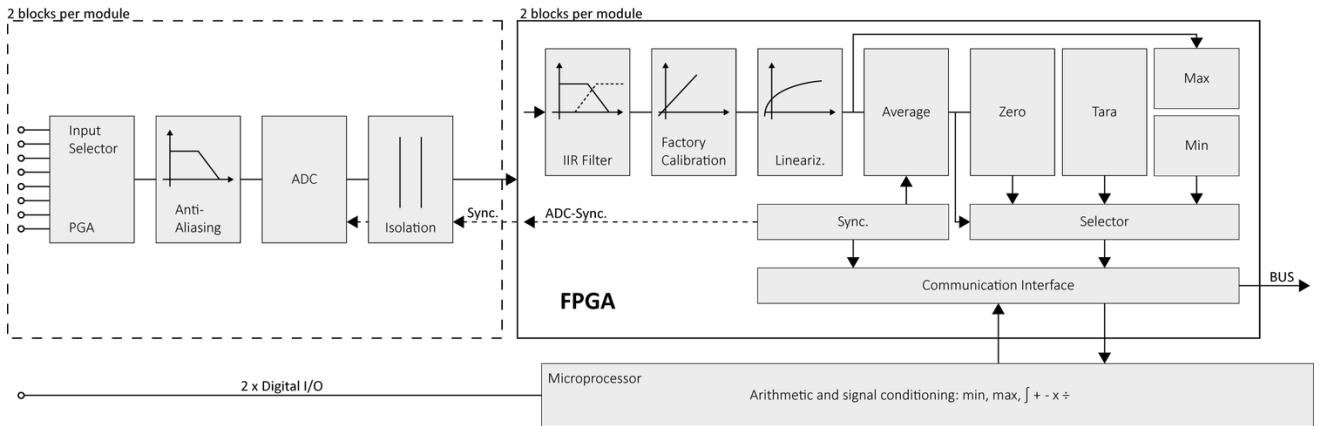 2 blocks per module
2 blocks per module
Input
Selector
PGA
Anti-
Aliasing
ADC
Isolation
Sync.
ADC-Sync.
IIR Filter
Factory
Calibration
Lineariz.
Average
Zero
Tara
Max
Min
Sync.
Selector
Communication Interface
BUS
FPGA
2 x Digital I/O
Microprocessor
Arithmetic and signal conditioning: min, max, ∫ + - x ÷